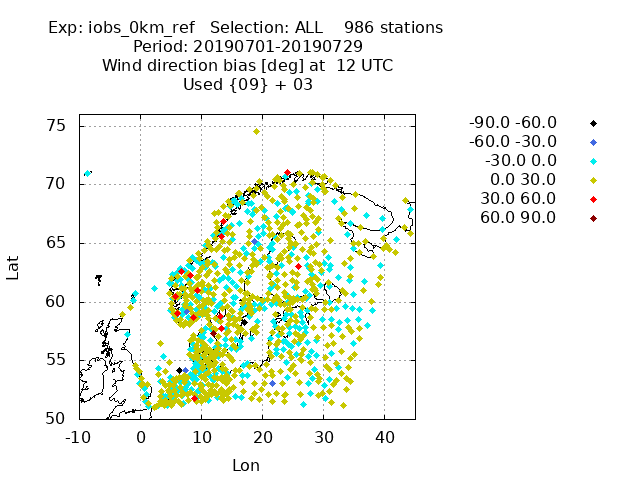 Exp: iobs_0km_ref   Selection: ALL    986 stations
Period: 20190701-20190729
Wind direction bias [deg] at  12 UTC
Used {09} + 03
-90.0 -60.0
-60.0 -30.0
-30.0 0.0
0.0 30.0
30.0 60.0
60.0 90.0
75
70
65
60
55
50
Lat
-10 0 10 20 30 40
Lon